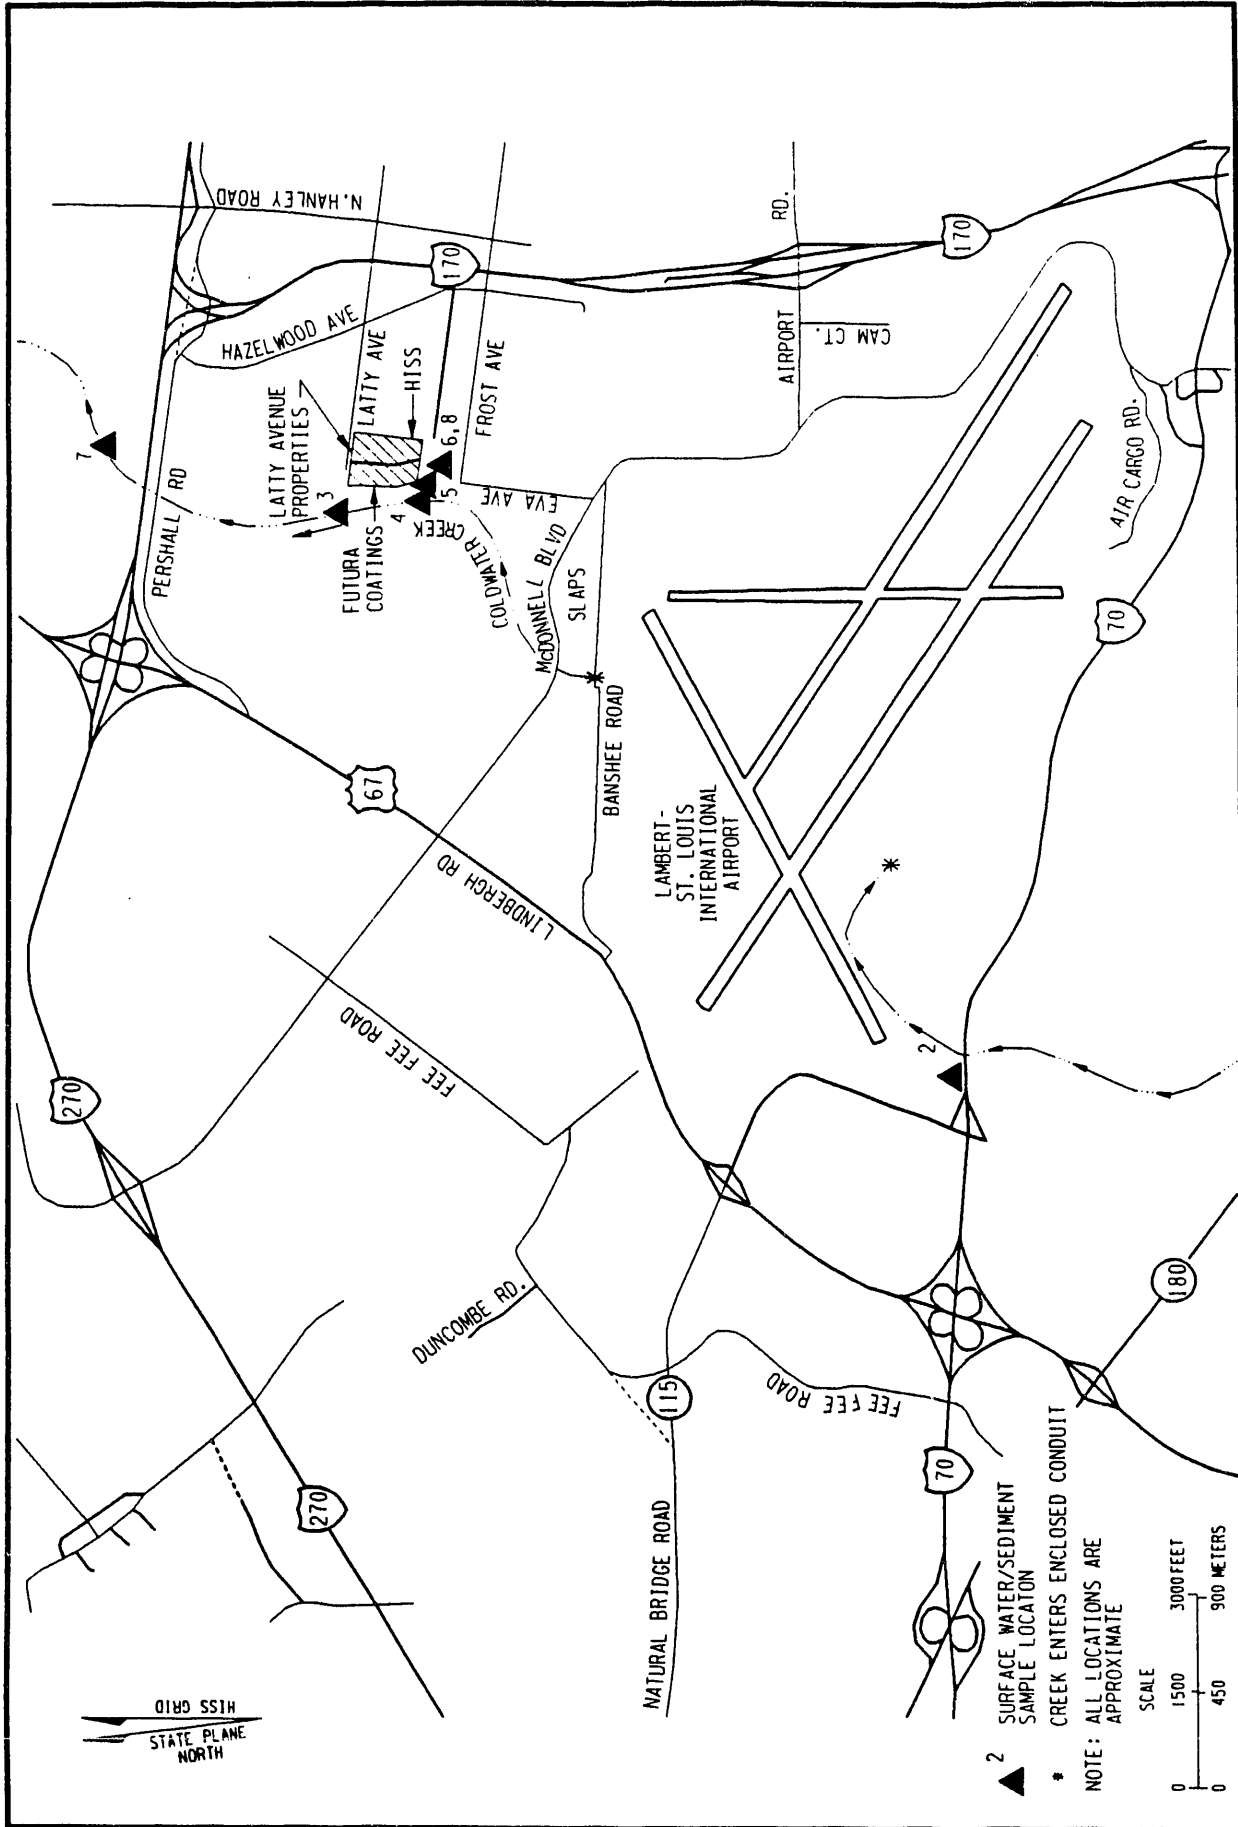 N. HANLEY ROAD
170
HAZELWOOD AVE
LATTY AVE
HISS
FROST AVE
6,8
LATTY AVENUE
PROPERTIES
7
PERSHALL RD
3
FUTURA
COATINGS
4
5
EVA AVE
COLDWATER CREEK
McDONNELL BLVD
SLAPS
BANSHEE ROAD
67
LINDBERGH RD
AIRPORT RD.
CAM CT.
170
AIR CARGO RD.
70
LAMBERT-
ST. LOUIS
INTERNATIONAL
AIRPORT
*
*
2
FEE FEE ROAD
270
DUNCOMBE RD.
115
FEE FEE ROAD
180
70
270
NATURAL BRIDGE ROAD
HISS GRID
STATE PLANE
NORTH
2 SURFACE WATER/SEDIMENT
SAMPLE LOCATON
* CREEK ENTERS ENCLOSED CONDUIT
NOTE: ALL LOCATIONS ARE
APPROXIMATE
SCALE
0 1500 3000 FEET
0 450 900 METERS